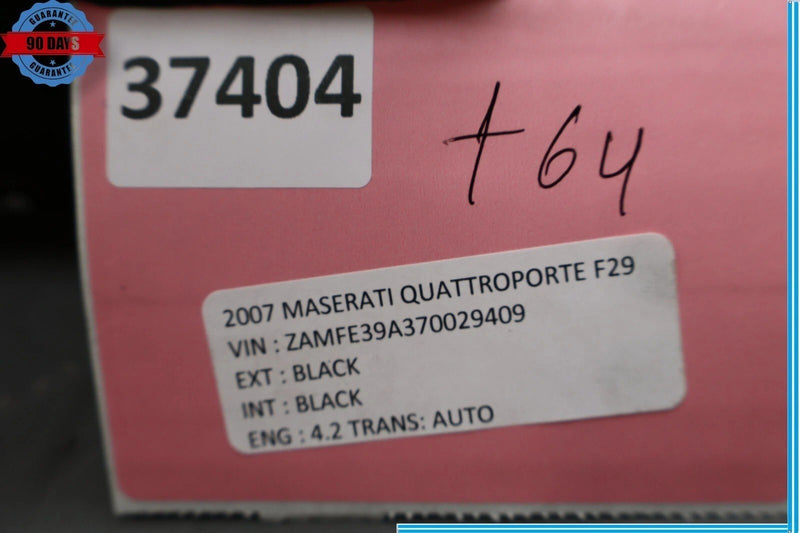 GUARANTEE
90 DAYS
GUARANTEE
37404
+64
2007 MASERATI QUATTROPORTE F29
VIN : ZAMFE39A370029409
EXT : BLACK
INT : BLACK
ENG : 4.2 TRANS: AUTO